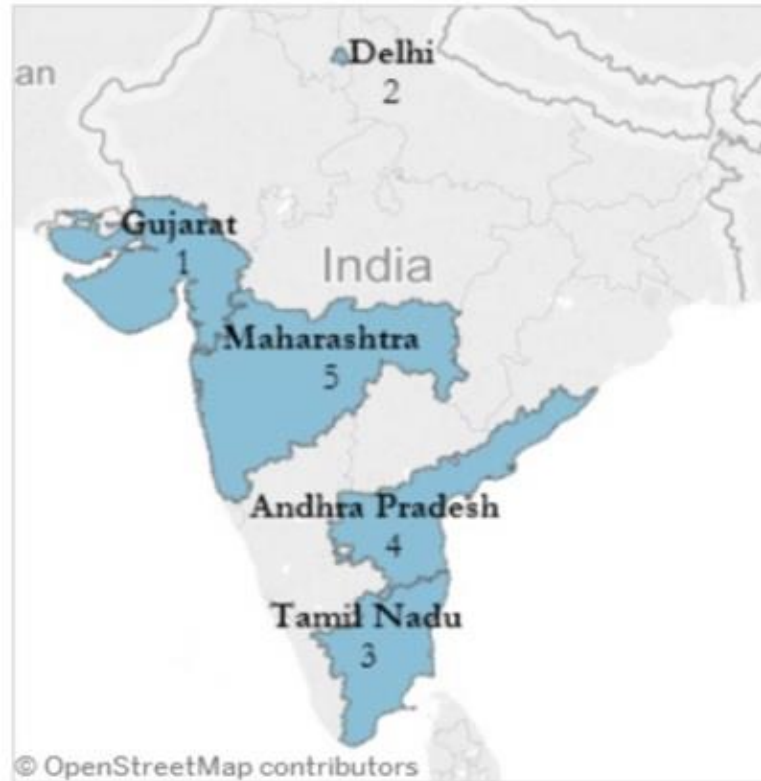 Delhi
2
an
Gujarat
1
India
Maharashtra
5
Andhra Pradesh
4
Tamil Nadu
3
© OpenStreetMap contributors